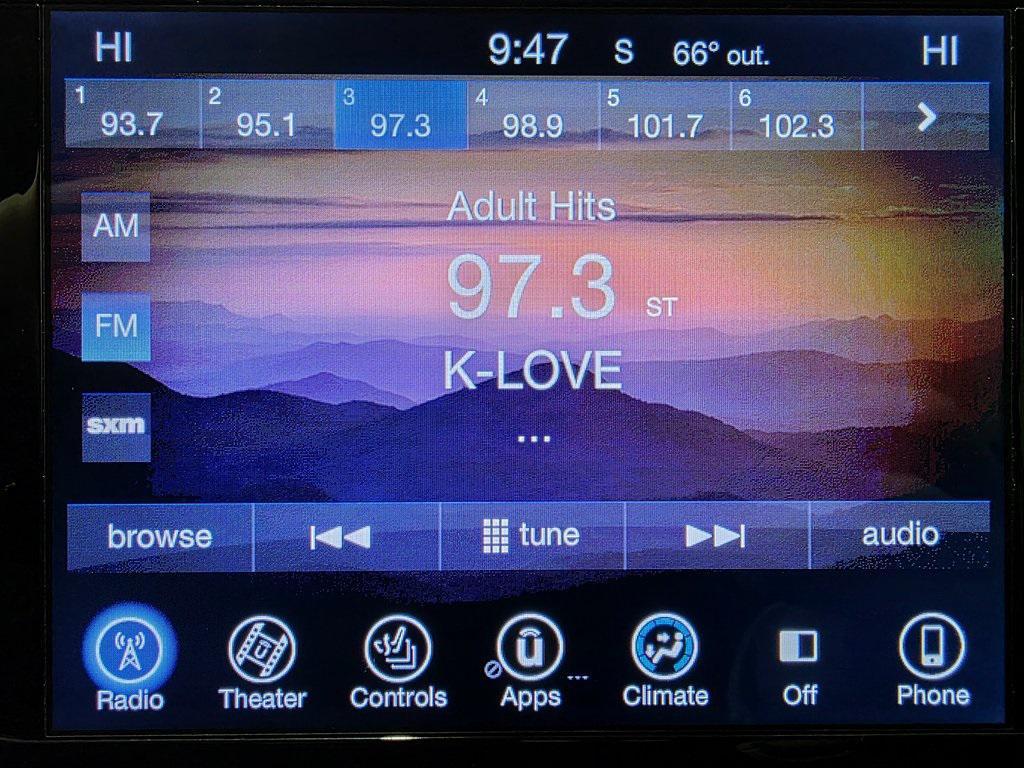 HI 9:47 S 66° out. HI
1 93.7 2 95.1 3 97.3 4 98.9 5 101.7 6 102.3 >
Adult Hits
AM
97.3 ST
FM
K-LOVE
...
sxm
browse tune audio
Radio Theater Controls u Apps ... Climate Off Phone